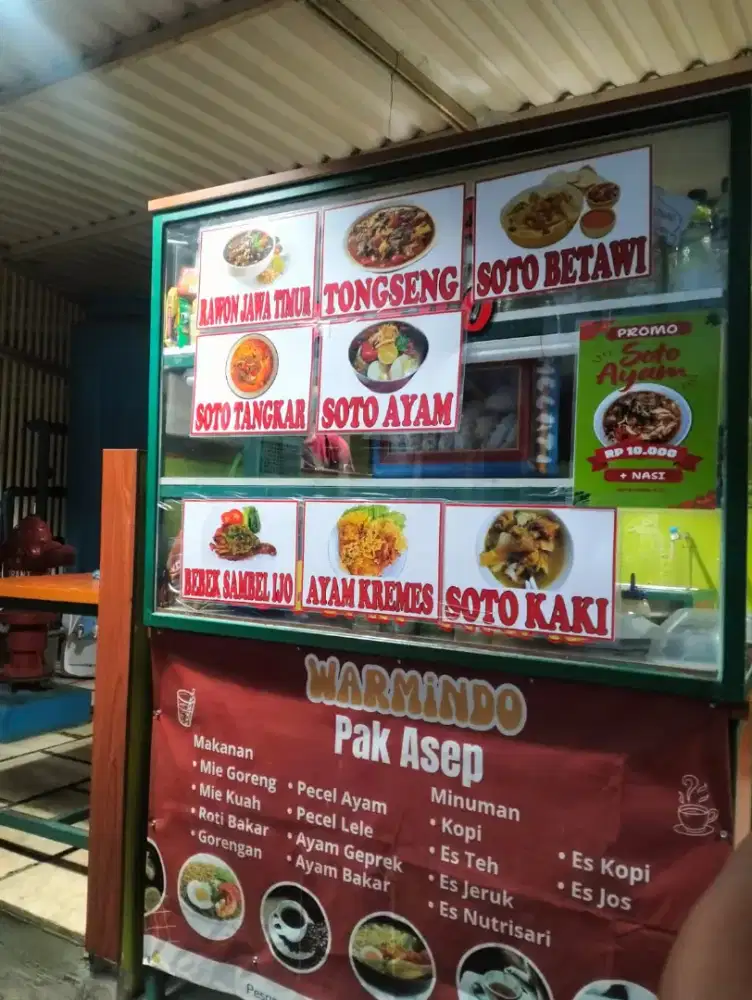 RAWON JAWA TIMUR
TONGSENG
SOTO BETAWI
SOTO TANGKAR
SOTO AYAM
PROMO
Soto
Ayam
RP 10.000
+ NASI
BEBEK SAMBEL IJO
AYAM KREMES
SOTO KAKI
WARMINDO
Pak Asep
Makanan
• Mie Goreng
• Mie Kuah
• Roti Bakar
• Gorengan
• Pecel Ayam
• Pecel Lele
• Ayam Geprek
• Ayam Bakar
Minuman
• Kopi
• Es Teh
• Es Jeruk
• Es Nutrisari
• Es Kopi
• Es Jos